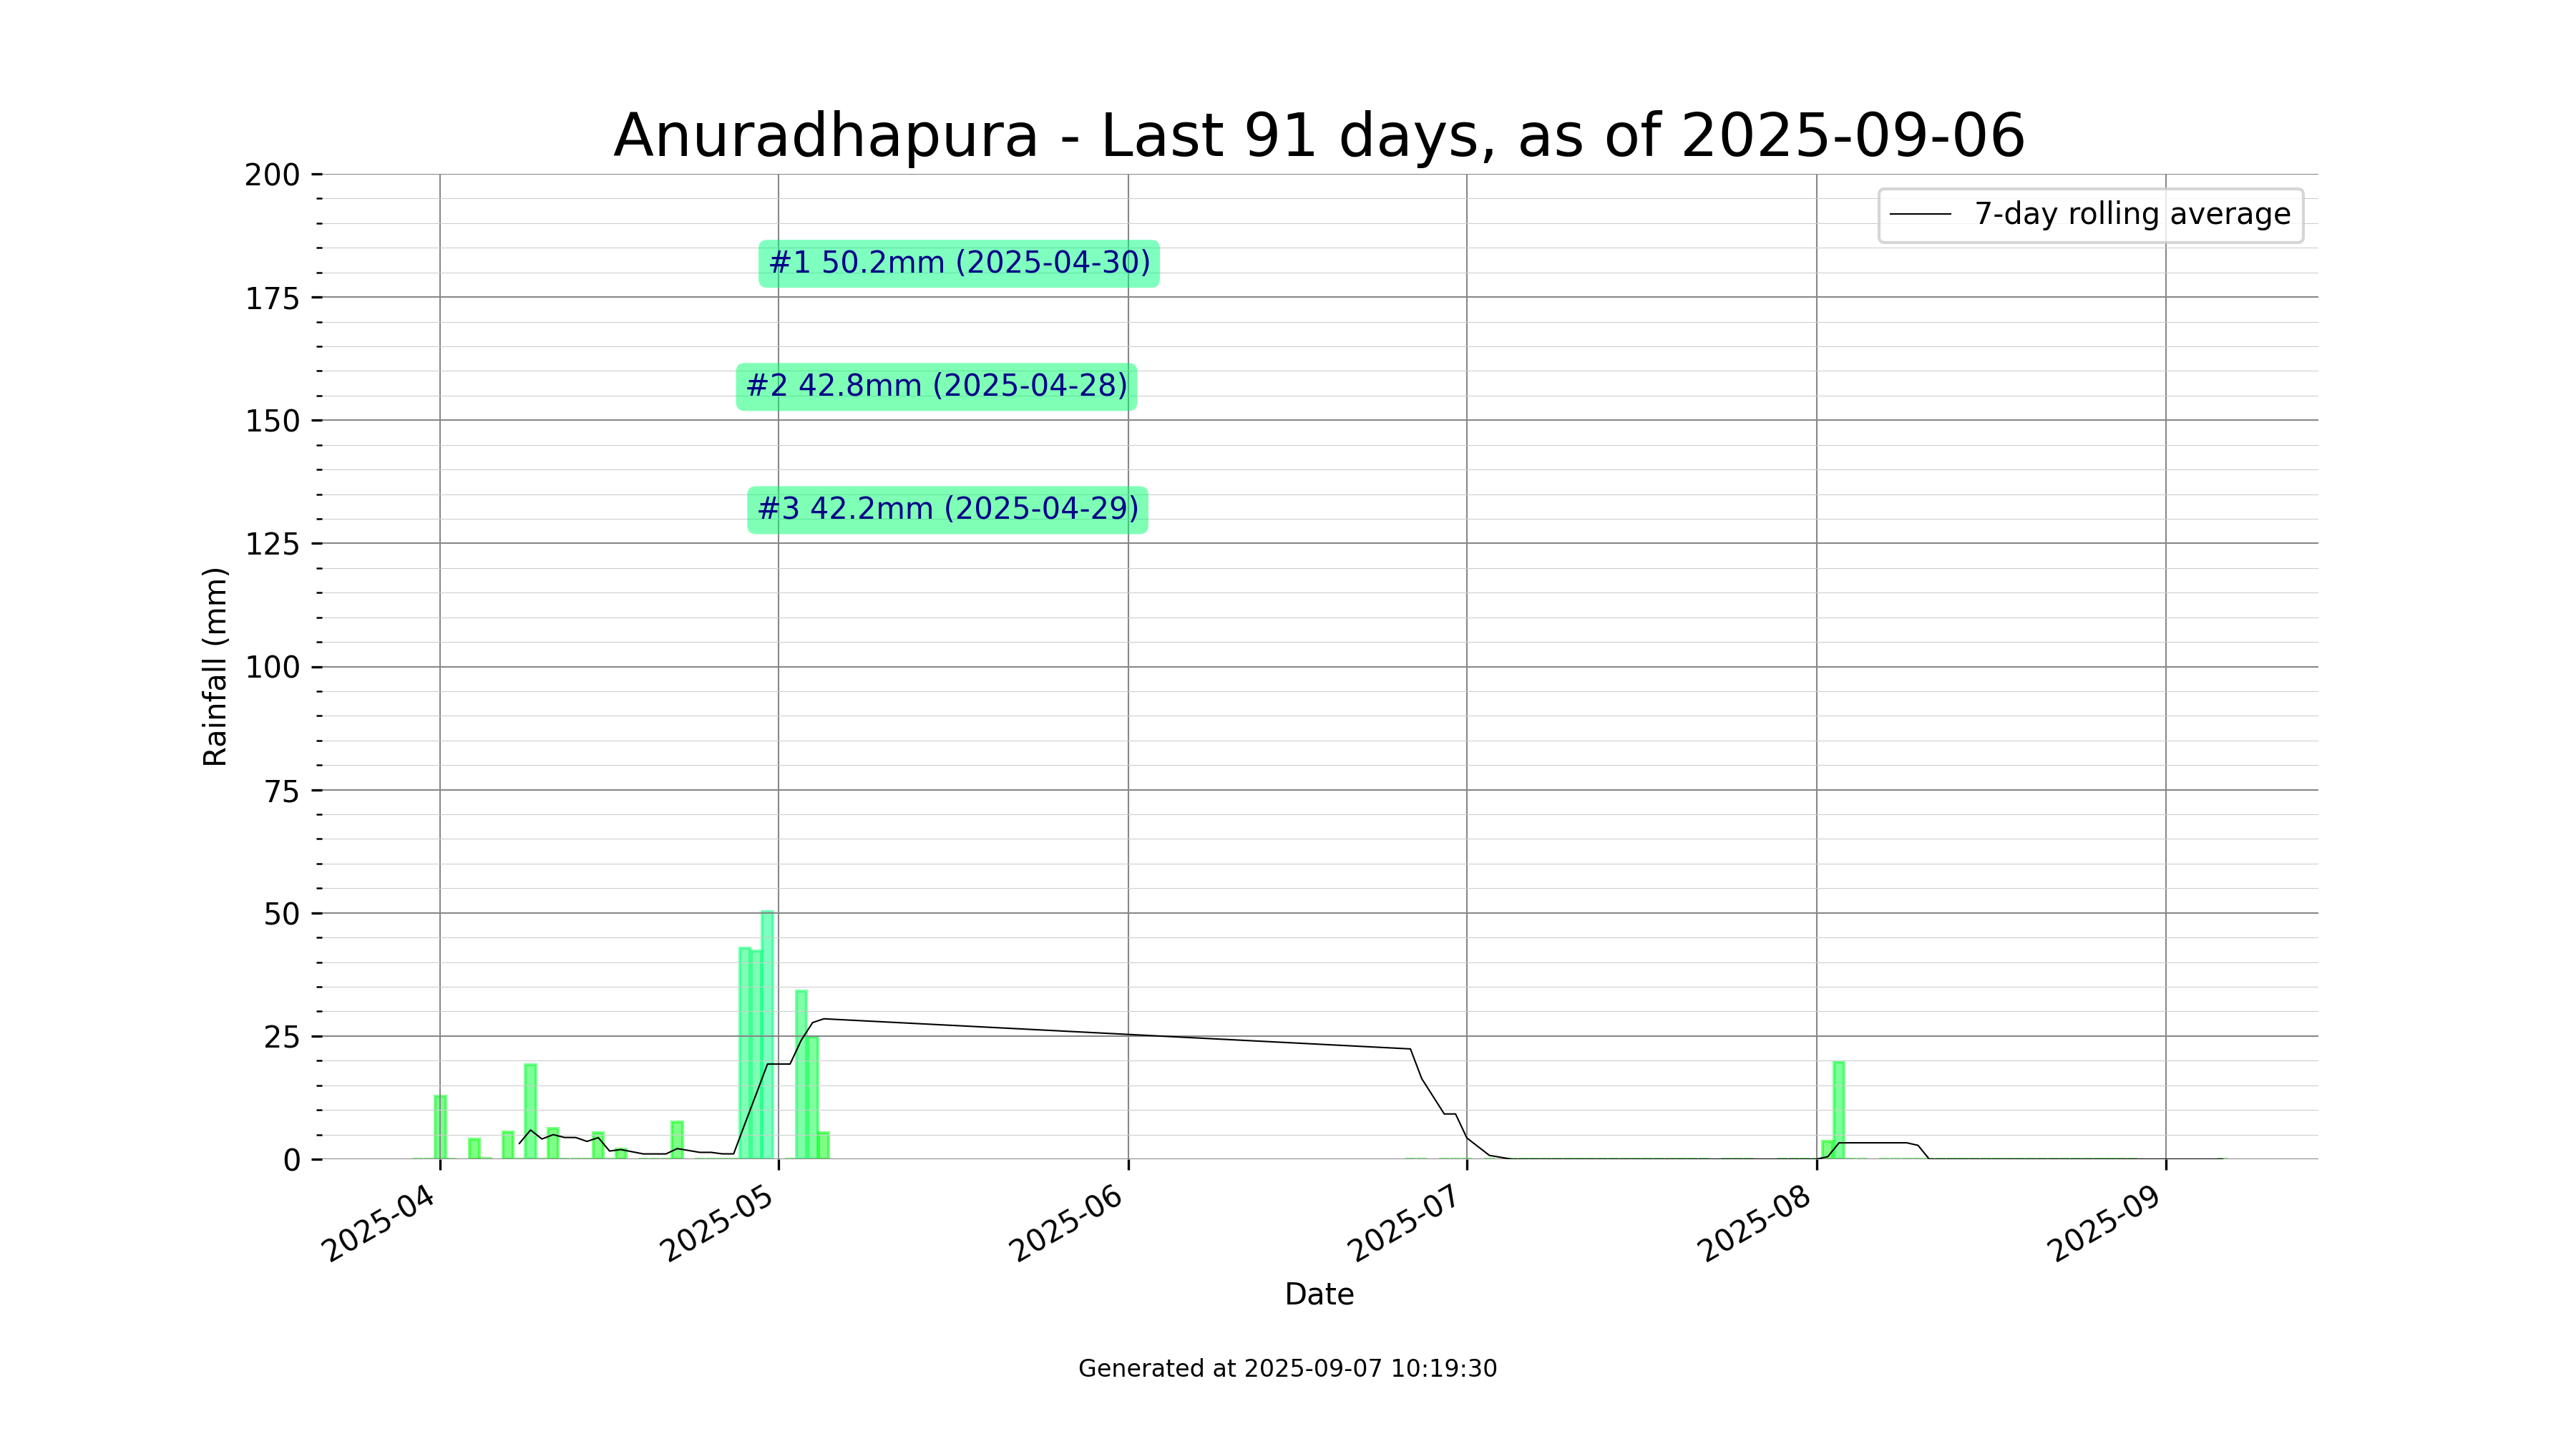 Anuradhapura - Last 91 days, as of 2025-09-06
7-day rolling average
#1 50.2mm (2025-04-30)
#2 42.8mm (2025-04-28)
#3 42.2mm (2025-04-29)
Rainfall (mm)
200
175
150
125
100
75
50
25
0
2025-04
2025-05
2025-06
2025-07
2025-08
2025-09
Date
Generated at 2025-09-07 10:19:30